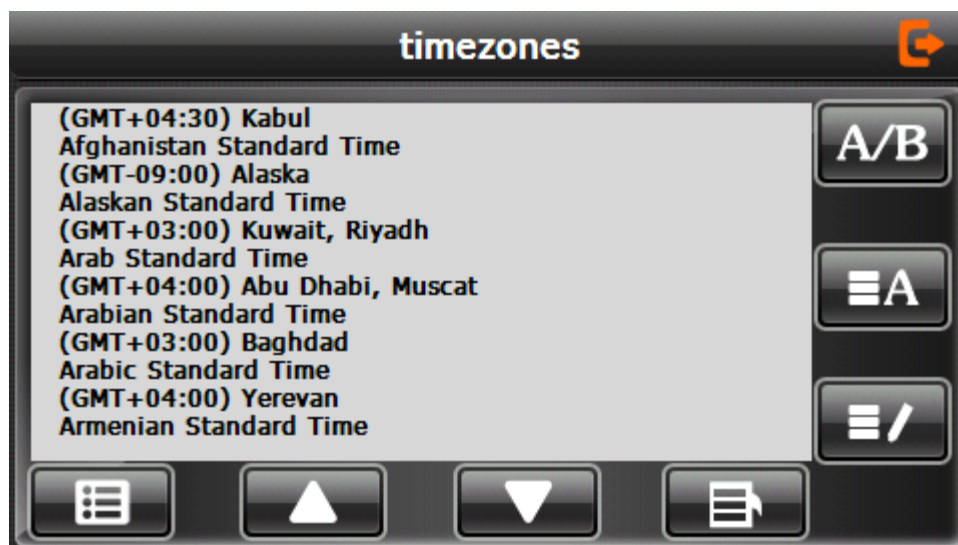 timezones
(GMT+04:30) Kabul
Afghanistan Standard Time
(GMT-09:00) Alaska
Alaskan Standard Time
(GMT+03:00) Kuwait, Riyadh
Arab Standard Time
(GMT+04:00) Abu Dhabi, Muscat
Arabian Standard Time
(GMT+03:00) Baghdad
Arabic Standard Time
(GMT+04:00) Yerevan
Armenian Standard Time
A/B
A